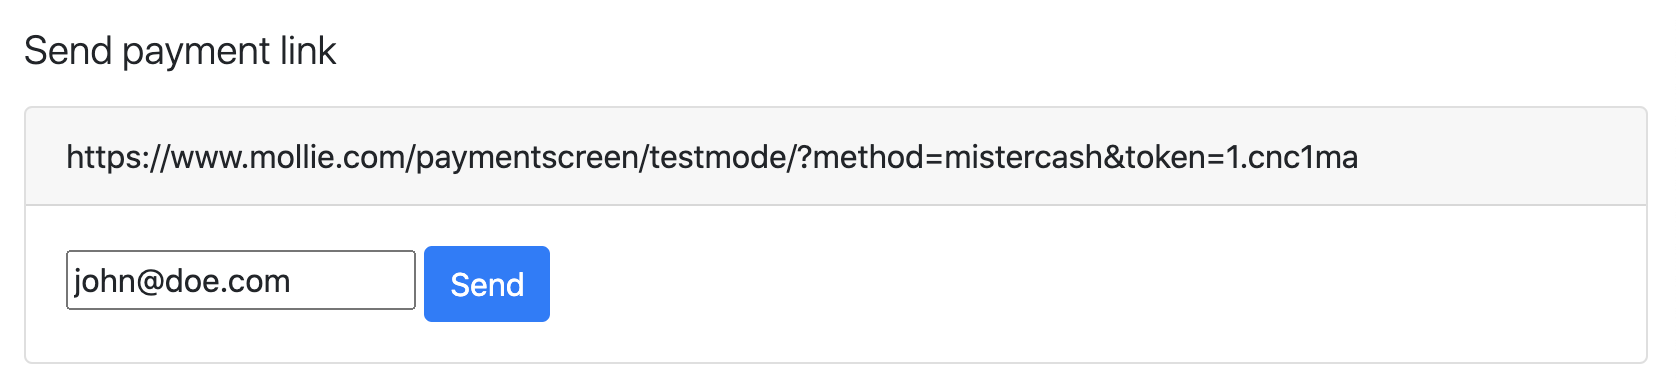 Send payment link
https://www.mollie.com/paymentscreen/testmode/?method=mistercash&token=1.cnc1ma
john@doe.com
Send